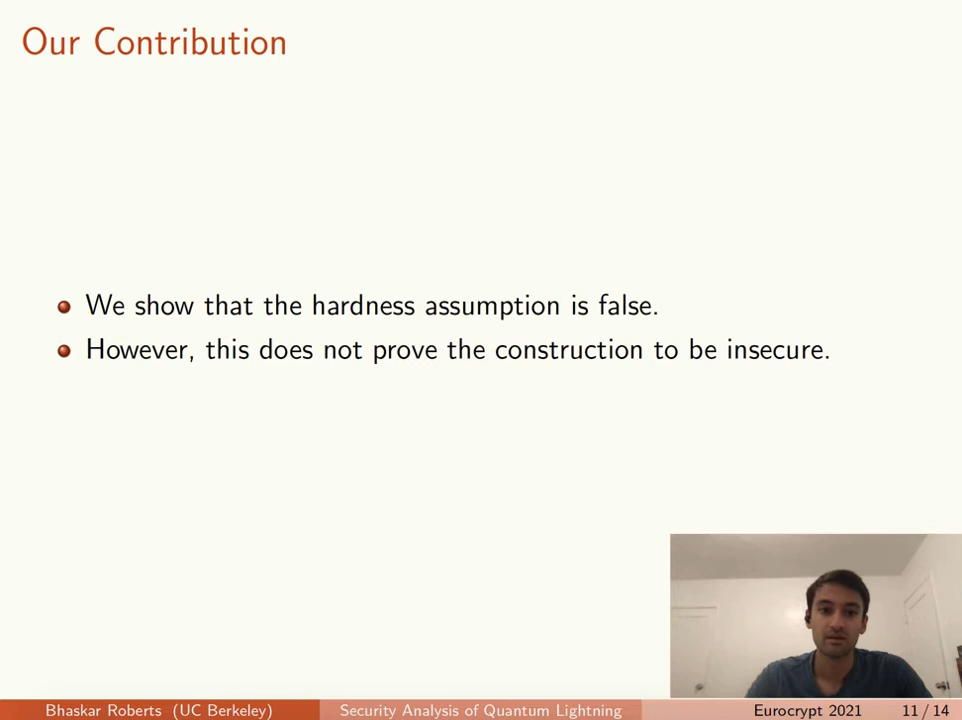 Our Contribution
We show that the hardness assumption is false.
However, this does not prove the construction to be insecure.
Bhaskar Roberts (UC Berkeley) Security Analysis of Quantum Lightning Eurocrypt 2021 11 / 14